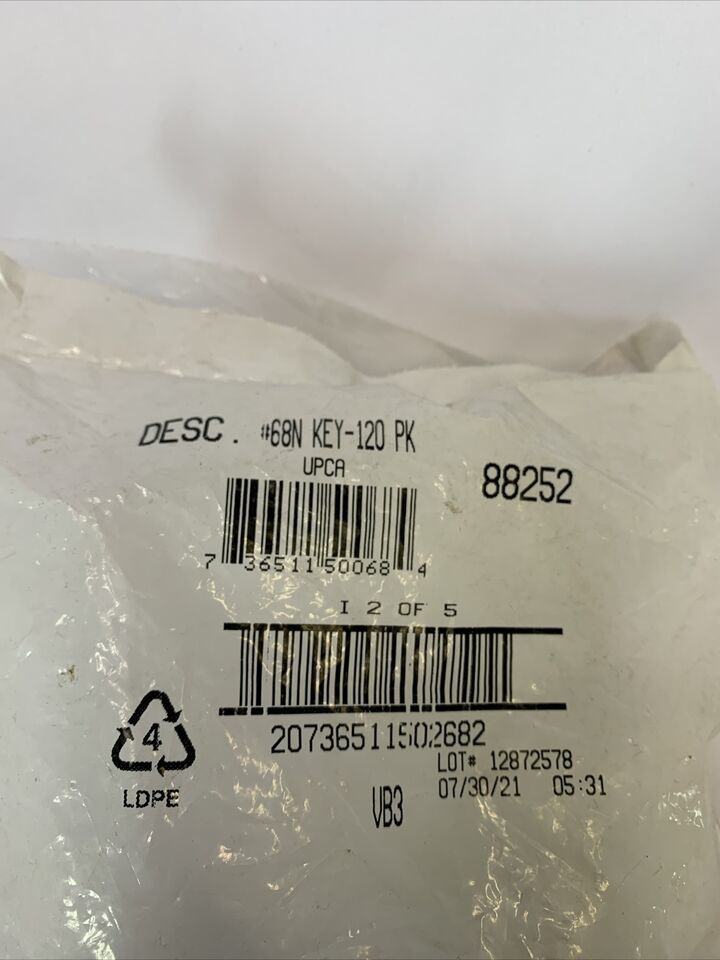 DESC. #68N KEY-120 PK
UPCA
88252
7 36511 50068 4
I 2 OF 5
20736511502682
4
LDPE
LOT# 12872578
07/30/21 05:31
VB3